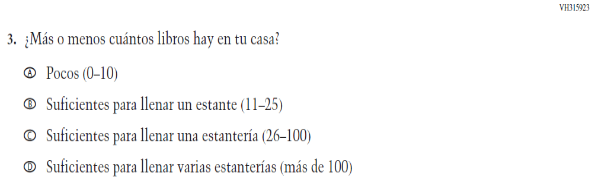 VH315923
3. ¿Más o menos cuántos libros hay en tu casa?
Ⓐ Pocos (0–10)
Ⓑ Suficientes para llenar un estante (11–25)
Ⓒ Suficientes para llenar una estantería (26–100)
Ⓓ Suficientes para llenar varias estanterías (más de 100)